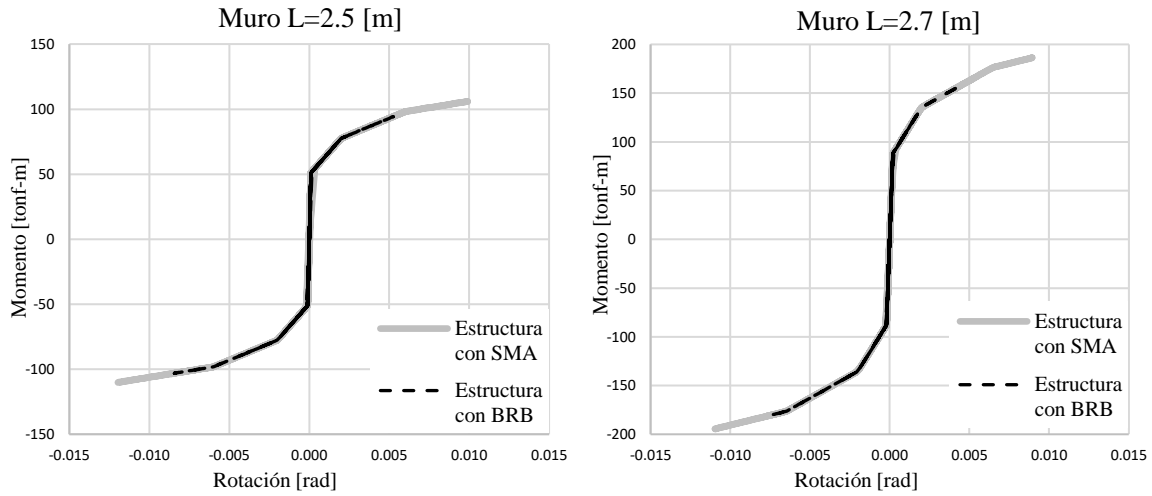 Muro L=2.5 [m]
150
100
50
0
-50
-100
-150
-0.015 -0.010 -0.005 0.000 0.005 0.010 0.015
Momento [tonf-m]
Rotación [rad]
Estructura
con SMA
Estructura
con BRB
Muro L=2.7 [m]
200
150
100
50
0
-50
-100
-150
-200
-0.015 -0.010 -0.005 0.000 0.005 0.010 0.015
Momento [tonf-m]
Rotación [rad]
Estructura
con SMA
Estructura
con BRB